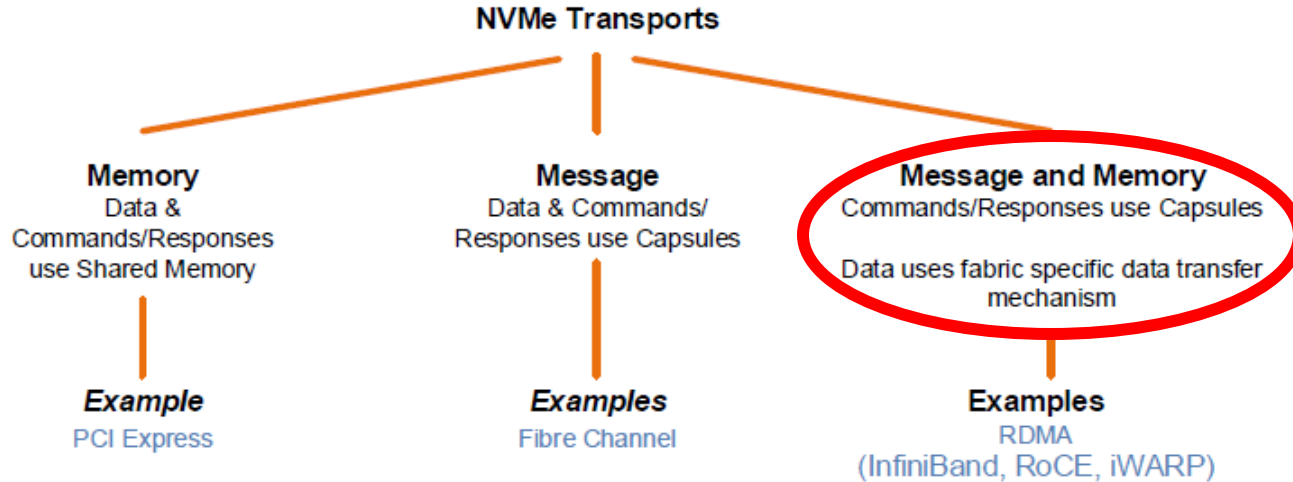 NVMe Transports
Memory
Data &
Commands/Responses
use Shared Memory
Example
PCI Express
Message
Data & Commands/
Responses use Capsules
Examples
Fibre Channel
Message and Memory
Commands/Responses use Capsules
Data uses fabric specific data transfer
mechanism
Examples
RDMA
(InfiniBand, RoCE, iWARP)